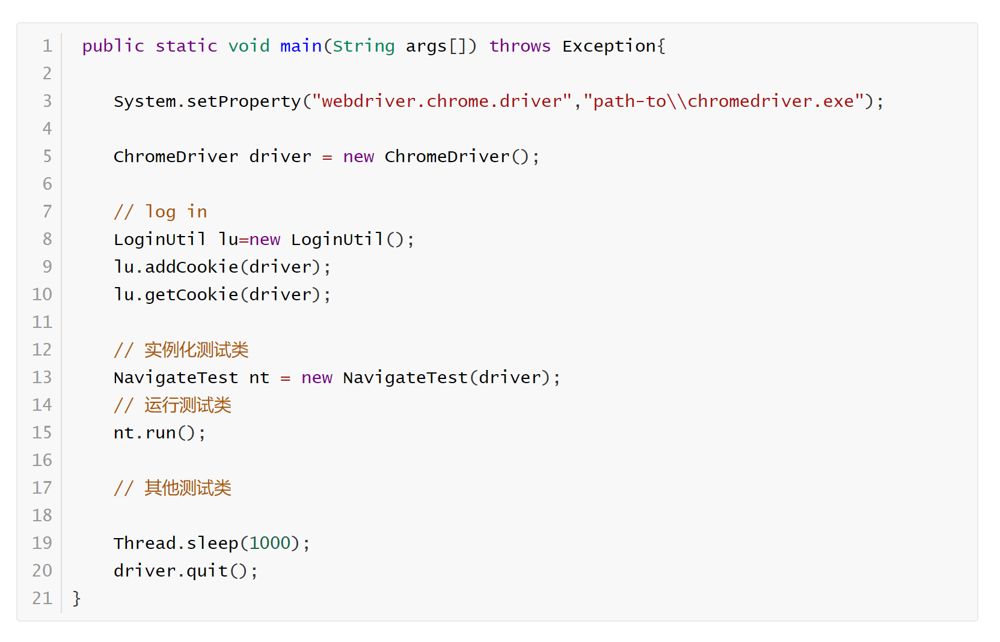 1 public static void main(String args[]) throws Exception{
2
3 System.setProperty("webdriver.chrome.driver","path-to\\chromedriver.exe");
4
5 ChromeDriver driver = new ChromeDriver();
6
7 // log in
8 LoginUtil lu=new LoginUtil();
9 lu.addCookie(driver);
10 lu.getCookie(driver);
11
12 // 实例化测试类
13 NavigateTest nt = new NavigateTest(driver);
14 // 运行测试类
15 nt.run();
16
17 // 其他测试类
18
19 Thread.sleep(1000);
20 driver.quit();
21 }